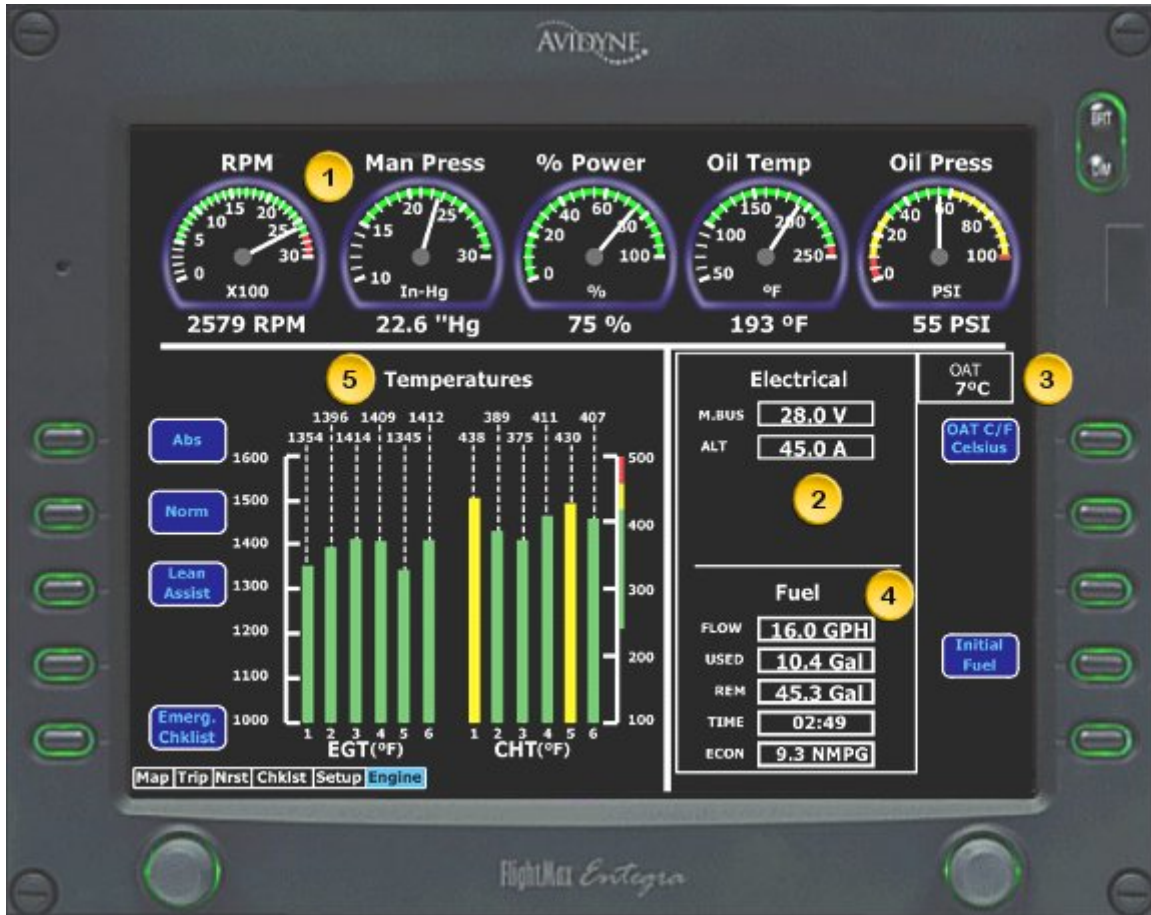 AVIDYNE
BRT
DIM
RPM
1
Man Press
% Power
Oil Temp
Oil Press
0 5 10 15 20 25 30
X100
10 15 20 25 30
In-Hg
0 20 40 60 80 100
%
50 100 150 200 250
ºF
0 20 40 60 80 100
PSI
2579 RPM
22.6 "Hg
75 %
193 ºF
55 PSI
5
Temperatures
Abs
Norm
Lean
Assist
Emerg.
Chklist
1396 1409 1412
1354 1414 1345
389 411 407
438 375 430
1600
1500
1400
1300
1200
1100
1000
500
400
300
200
100
1 2 3 4 5 6
EGT(ºF)
1 2 3 4 5 6
CHT(ºF)
Electrical
M.BUS 28.0 V
ALT 45.0 A
2
OAT
7ºC
3
OAT C/F
Celsius
Fuel
4
FLOW 16.0 GPH
USED 10.4 Gal
REM 45.3 Gal
TIME 02:49
ECON 9.3 NMPG
Initial
Fuel
Map Trip Nrst Chklst Setup Engine
FlightMax Entegra